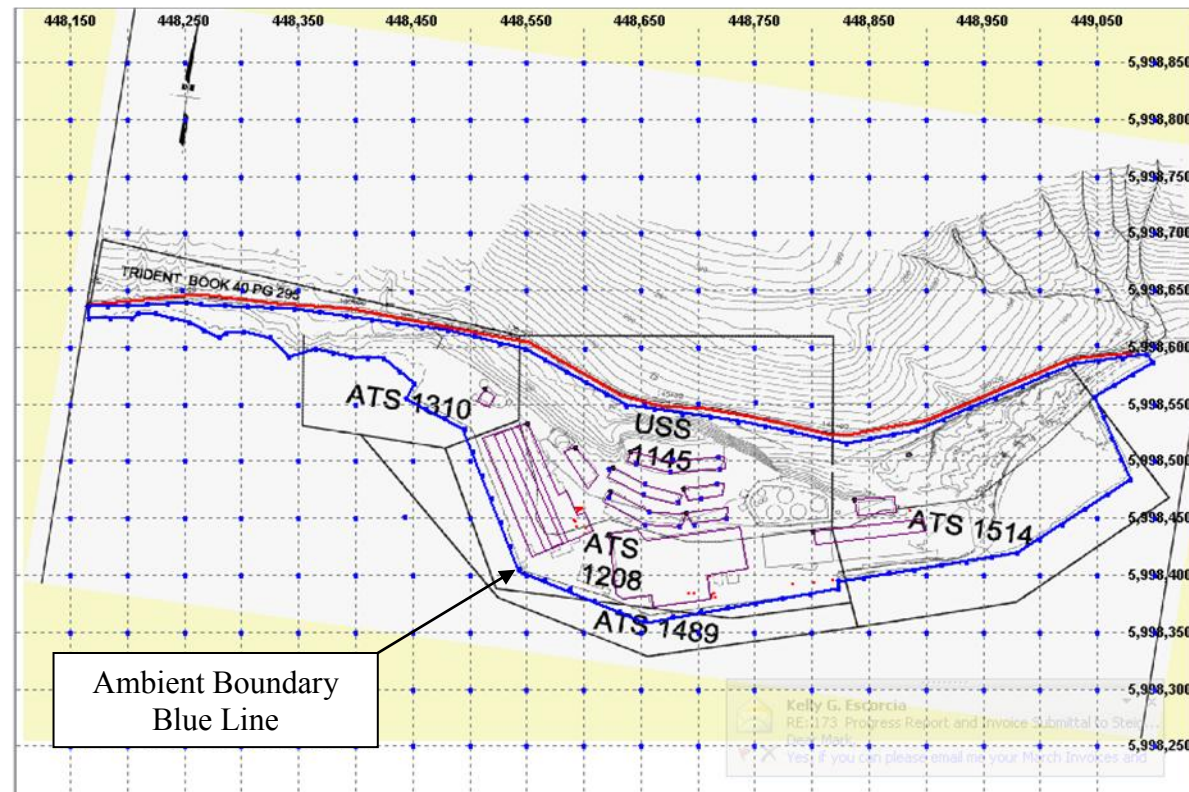 448,150 448,250 448,350 448,450 448,550 448,650 448,750 448,850 448,950 449,050
5,998,850
5,998,800
5,998,750
5,998,700
5,998,650
5,998,600
5,998,550
5,998,500
5,998,450
5,998,400
5,998,350
5,998,300
5,998,250
TRIDENT BOOK 40 PG 295
ATS 1310
USS
1145
ATS 1514
ATS
1208
ATS 1489
Ambient Boundary
Blue Line
Kelly G. Escorcia
RE: 173 Progress Report and Invoice Submittal to Steig...
Dear Mark
Yes, if you can please email me your March Invoices and